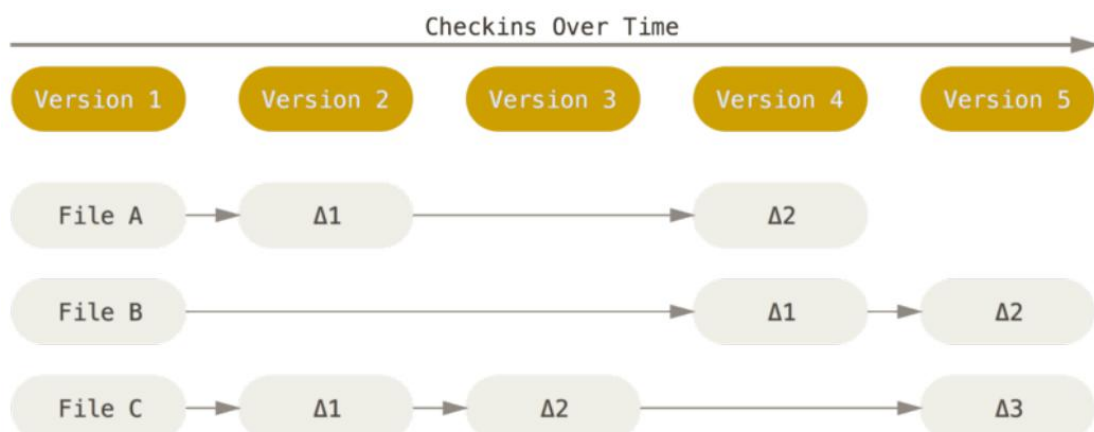 Checkins Over Time
Version 1 Version 2 Version 3 Version 4 Version 5
File A Δ1 Δ2
File B Δ1 Δ2
File C Δ1 Δ2 Δ3